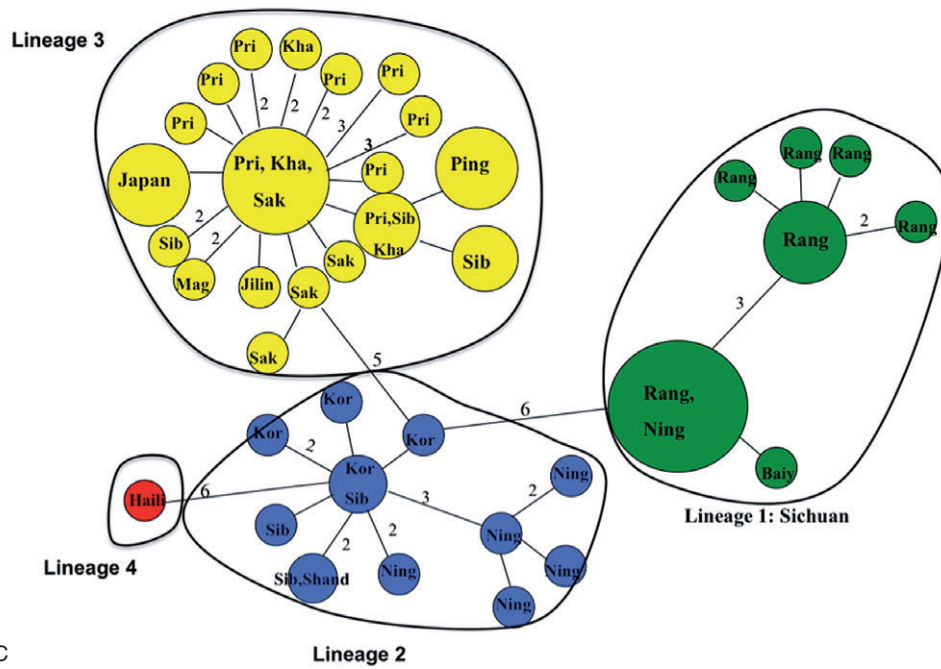 Lineage 3
Pri
Kha
Pri
Pri
Pri
Pri
Pri
2
2
2
3
3
Pri, Kha,
Sak
Pri
Japan
Ping
Pri,Sib
Kha
2
2
Sib
Mag
Jilin
Sak
Sak
Sib
Sak
5
Rang
Rang
Rang
Rang
2
Rang
3
Rang,
Ning
6
Baiy
Lineage 1: Sichuan
Kor
Kor
Kor
2
Kor
Sib
Haili
6
3
Ning
2
Sib
2
2
Ning
Sib,Shand
Ning
Ning
Ning
Lineage 4
Lineage 2
C